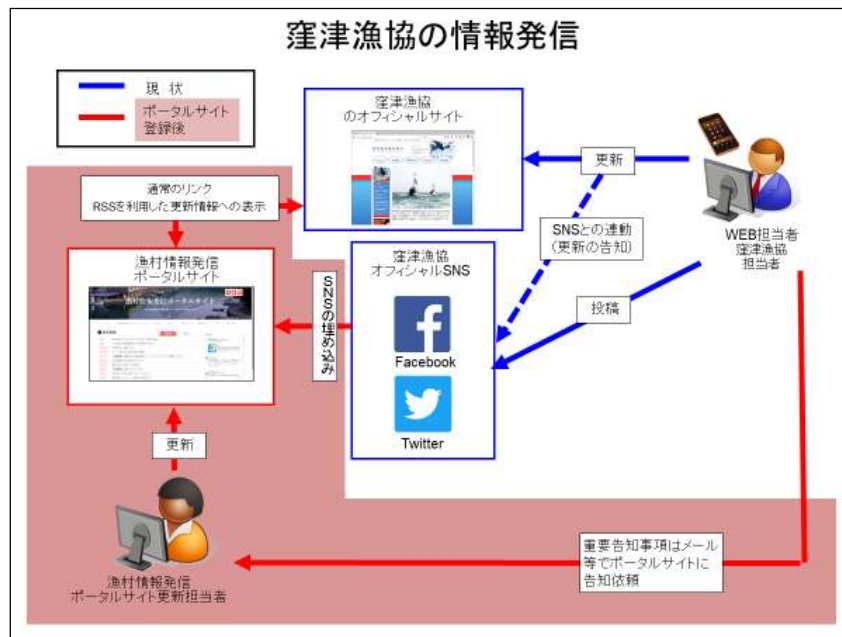 窪津漁協の情報発信
現 状
ポータルサイト
登録後
窪津漁協
のオフィシャルサイト
更新
通常のリンク
RSSを利用した更新情報への表示
SNSとの連動
(更新の告知)
WEB担当者
窪津漁協
担当者
漁村情報発信
ポータルサイト
窪津漁協
オフィシャルSNS
SNSの埋め込み
投稿
Facebook
Twitter
更新
重要告知事項はメール
等でポータルサイトに
告知依頼
漁村情報発信
ポータルサイト更新担当者